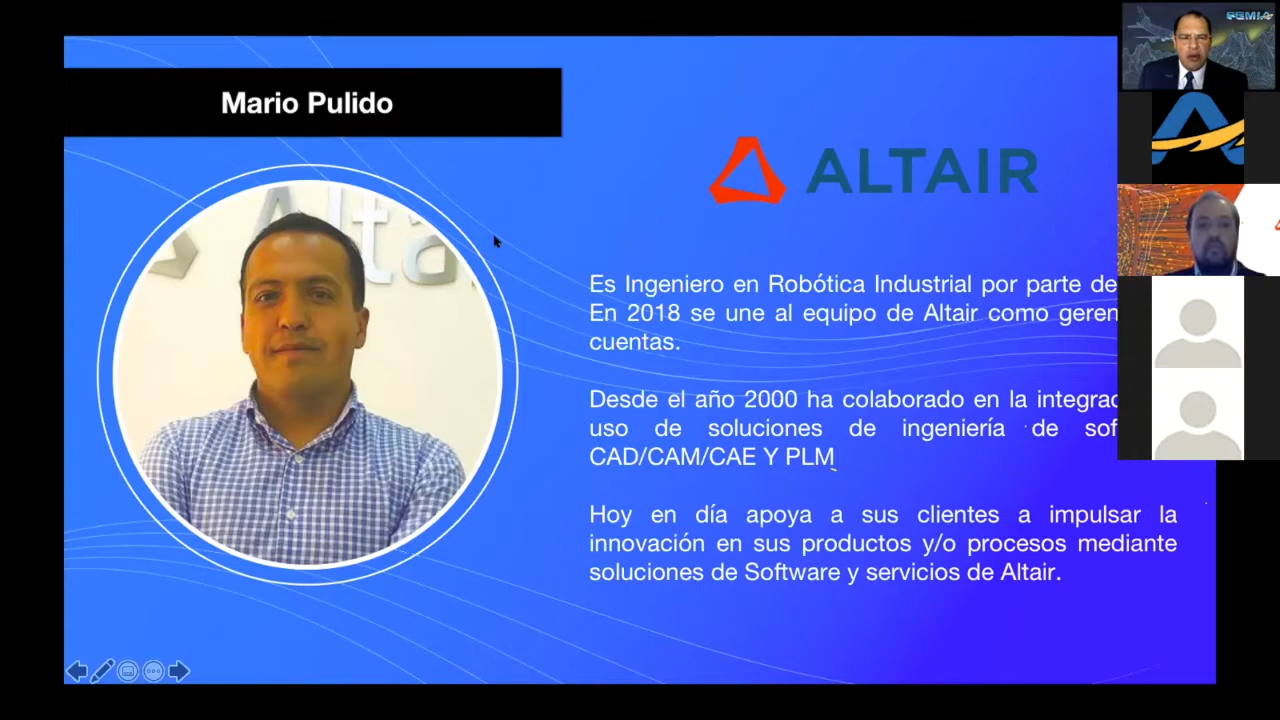 FEMIA
Mario Pulido
ALTAIR
Altai
Es Ingeniero en Robótica Industrial por parte de
En 2018 se une al equipo de Altair como geren
cuentas.
Desde el año 2000 ha colaborado en la integrac
uso de soluciones de ingeniería de sof
CAD/CAM/CAE Y PLM
Hoy en día apoya a sus clientes a impulsar la
innovación en sus productos y/o procesos mediante
soluciones de Software y servicios de Altair.